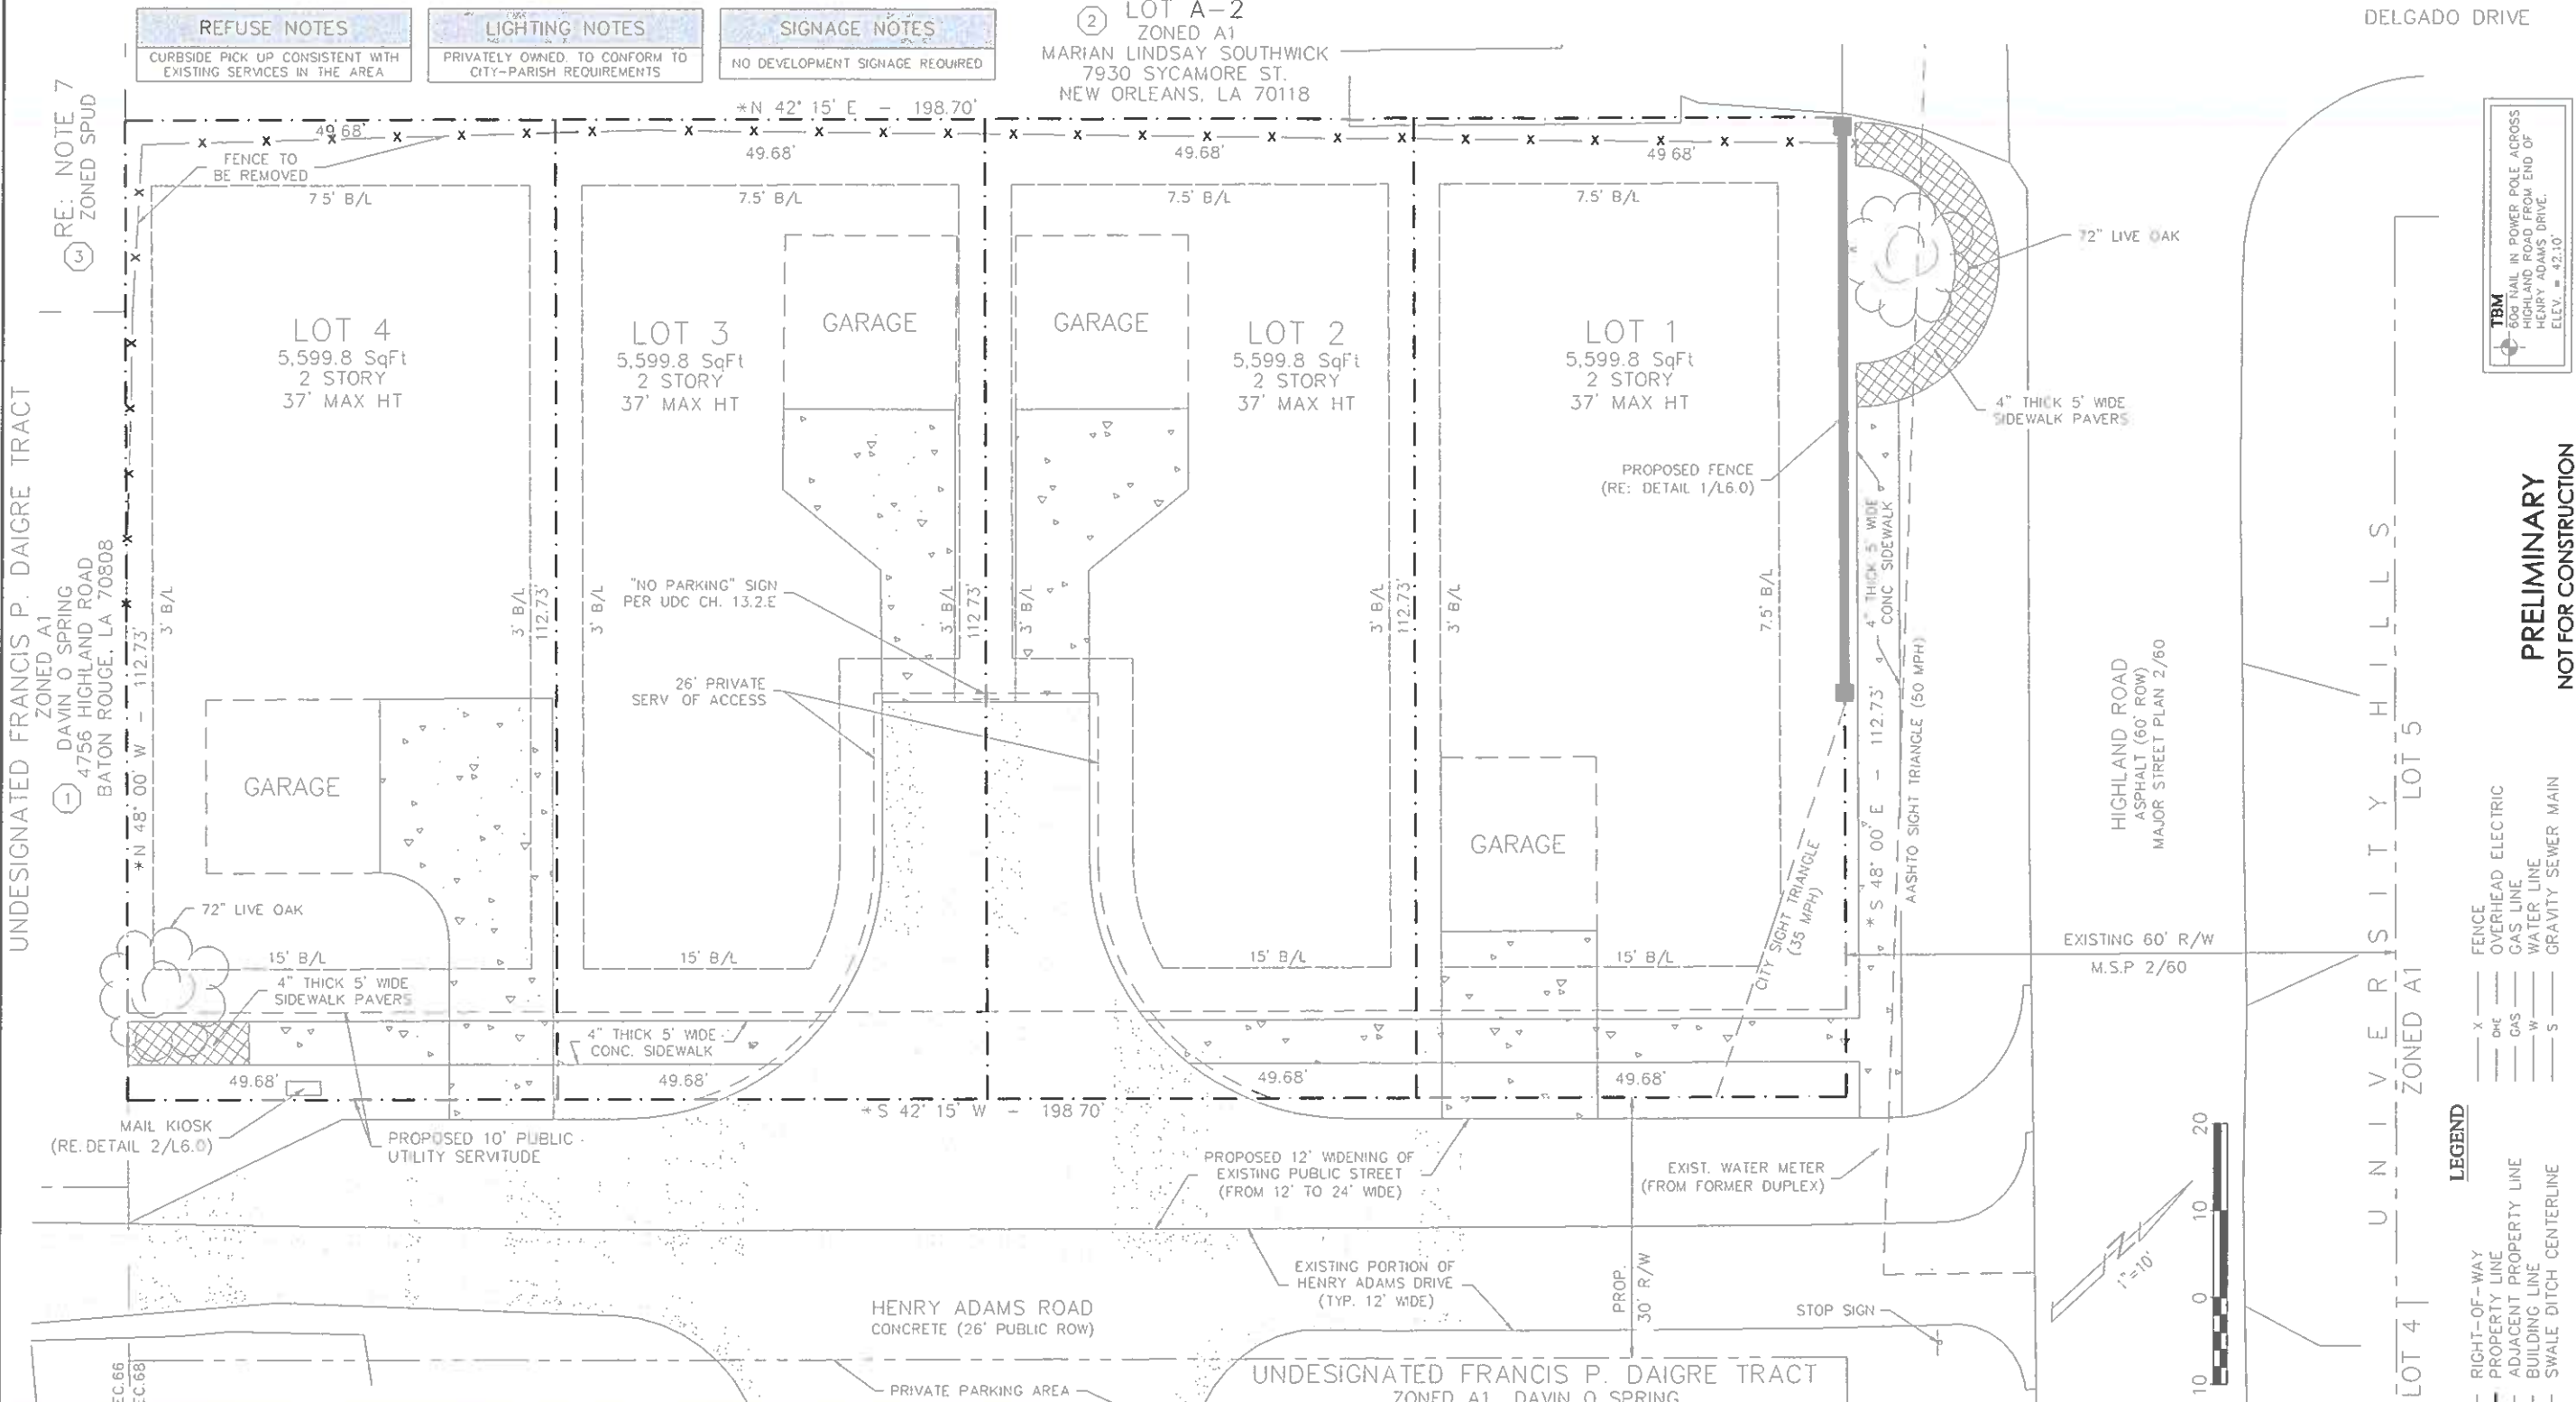 REFUSE NOTES
CURBSIDE PICK UP CONSISTENT WITH
EXISTING SERVICES IN THE AREA
LIGHTING NOTES
PRIVATELY OWNED. TO CONFORM TO
CITY-PARISH REQUIREMENTS
SIGNAGE NOTES
NO DEVELOPMENT SIGNAGE REQUIRED
2
LOT A-2
ZONED A1
MARIAN LINDSAY SOUTHWICK
7930 SYCAMORE ST.
NEW ORLEANS, LA 70118
DELGADO DRIVE
3
RE: NOTE 7
ZONED SPUD
*N 42° 15' E - 198.70'
49.68'
49.68'
49.68'
49.68'
FENCE TO
BE REMOVED
7.5' B/L
7.5' B/L
7.5' B/L
7.5' B/L
LOT 4
5,599.8 SqFt
2 STORY
37' MAX HT
LOT 3
5,599.8 SqFt
2 STORY
37' MAX HT
GARAGE
GARAGE
LOT 2
5,599.8 SqFt
2 STORY
37' MAX HT
LOT 1
5,599.8 SqFt
2 STORY
37' MAX HT
72" LIVE OAK
4" THICK 5' WIDE
SIDEWALK PAVERS
PROPOSED FENCE
(RE: DETAIL 1/L6.0)
4" THICK 5' WIDE
CONC SIDEWALK
TBM
60d NAIL IN POWER POLE ACROSS
HIGHLAND ROAD FROM END OF
HENRY ADAMS DRIVE.
ELEV. = 42.10'
PRELIMINARY
NOT FOR CONSTRUCTION
UNDESIGNATED FRANCIS P. DAIGRE TRACT
ZONED A1
1
DAVIN O SPRING
4756 HIGHLAND ROAD
BATON ROUGE, LA 70808
*N 48° 00' W - 112.73'
3' B/L
3' B/L
112.73'
3' B/L
"NO PARKING" SIGN
PER UDC CH. 13.2.E
3' B/L
112.73'
3' B/L
3' B/L
112.73'
3' B/L
7.5' B/L
26' PRIVATE
SERV OF ACCESS
*S 48° 00' E - 112.73'
AASHTO SIGHT TRIANGLE (50 MPH)
CITY SIGHT TRIANGLE
(35 MPH)
HIGHLAND ROAD
ASPHALT (60' ROW)
MAJOR STREET PLAN 2/60
UNIVERSITY HILLS
LOT 5
ZONED A1
LOT 4
GARAGE
GARAGE
72" LIVE OAK
15' B/L
15' B/L
15' B/L
15' B/L
4" THICK 5' WIDE
SIDEWALK PAVERS
EXISTING 60' R/W
M.S.P 2/60
4" THICK 5' WIDE
CONC. SIDEWALK
49.68'
49.68'
49.68'
49.68'
*S 42° 15' W - 198 70'
MAIL KIOSK
(RE. DETAIL 2/L6.0)
PROPOSED 10' PUBLIC
UTILITY SERVITUDE
PROPOSED 12' WIDENING OF
EXISTING PUBLIC STREET
(FROM 12' TO 24' WIDE)
EXIST. WATER METER
(FROM FORMER DUPLEX)
EXISTING PORTION OF
HENRY ADAMS DRIVE
(TYP. 12' WIDE)
PROP.
30' R/W
STOP SIGN
HENRY ADAMS ROAD
CONCRETE (26' PUBLIC ROW)
PRIVATE PARKING AREA
UNDESIGNATED FRANCIS P. DAIGRE TRACT
ZONED A1 DAVIN O SPRING
EC.66
EC.68
1"=10'
20
10
0
10
LEGEND
X FENCE
OHE OVERHEAD ELECTRIC
GAS GAS LINE
W WATER LINE
S GRAVITY SEWER MAIN
RIGHT-OF-WAY
PROPERTY LINE
ADJACENT PROPERTY LINE
BUILDING LINE
SWALE DITCH CENTERLINE